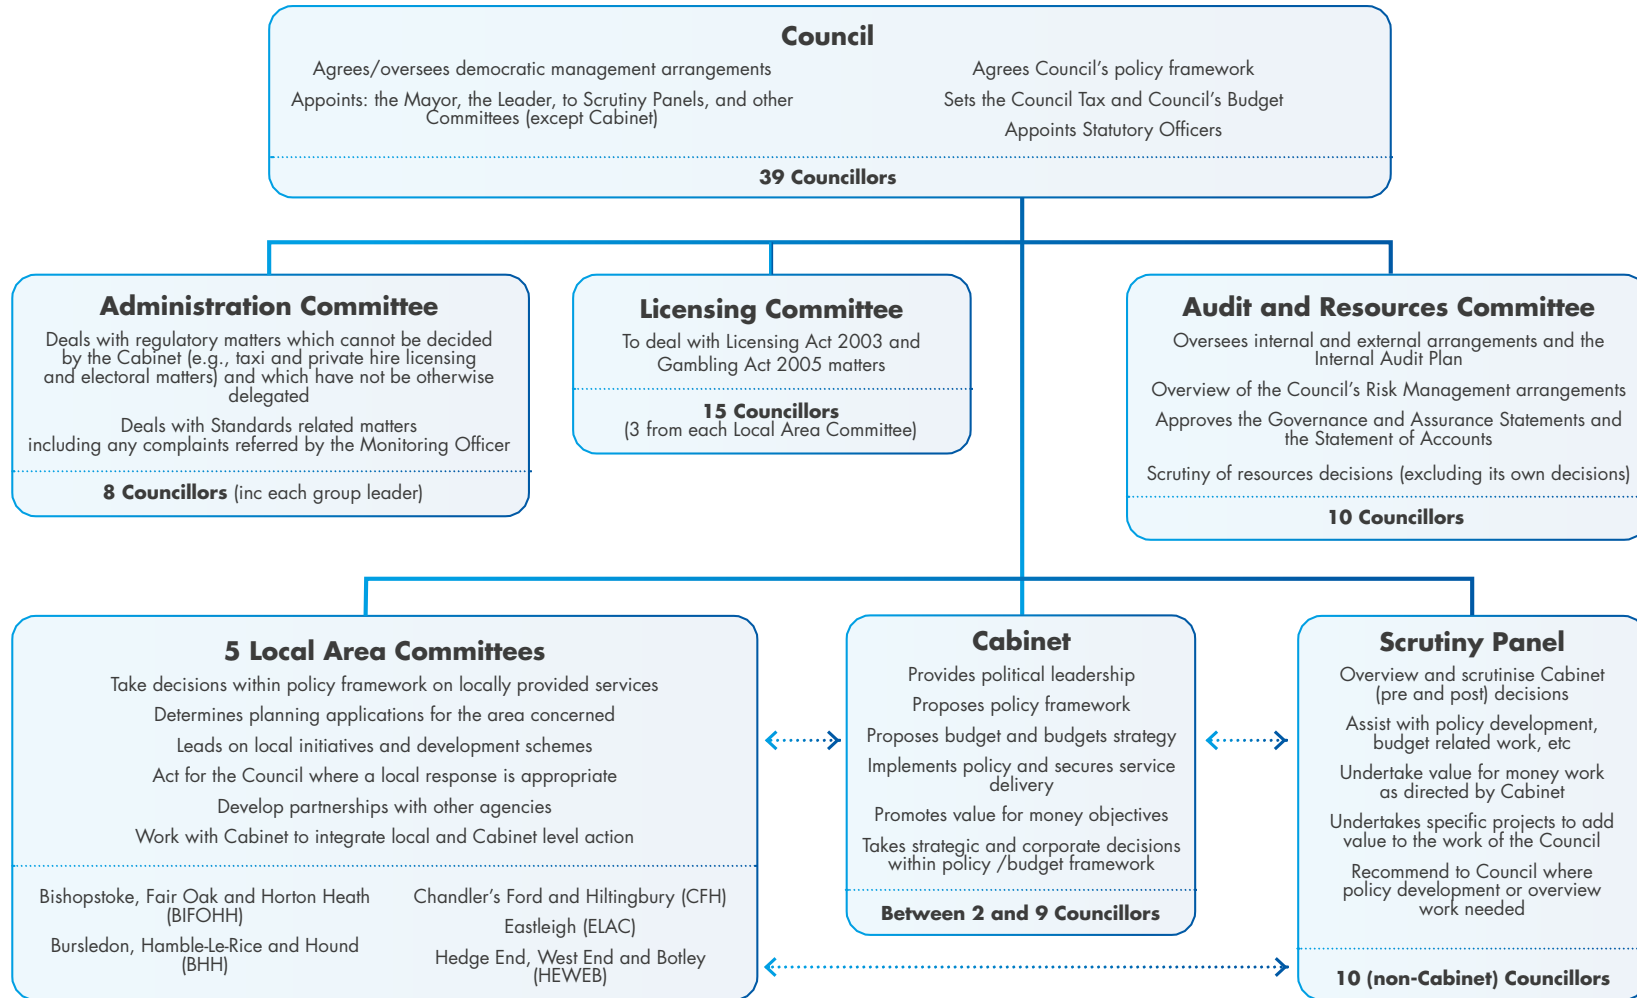 Council
Agrees/oversees democratic management arrangements
Appoints: the Mayor, the Leader, to Scrutiny Panels, and other
Committees (except Cabinet)
Agrees Council's policy framework
Sets the Council Tax and Council's Budget
Appoints Statutory Officers
39 Councillors
Administration Committee
Deals with regulatory matters which cannot be decided
by the Cabinet (e.g., taxi and private hire licensing
and electoral matters) and which have not be otherwise
delegated
Deals with Standards related matters
including any complaints referred by the Monitoring Officer
8 Councillors (inc each group leader)
Licensing Committee
To deal with Licensing Act 2003 and
Gambling Act 2005 matters
15 Councillors
(3 from each Local Area Committee)
Audit and Resources Committee
Oversees internal and external arrangements and the
Internal Audit Plan
Overview of the Council's Risk Management arrangements
Approves the Governance and Assurance Statements and
the Statement of Accounts
Scrutiny of resources decisions (excluding its own decisions)
10 Councillors
5 Local Area Committees
Take decisions within policy framework on locally provided services
Determines planning applications for the area concerned
Leads on local initiatives and development schemes
Act for the Council where a local response is appropriate
Develop partnerships with other agencies
Work with Cabinet to integrate local and Cabinet level action
Bishopstoke, Fair Oak and Horton Heath
(BIFOHH)
Bursledon, Hamble-Le-Rice and Hound
(BHH)
Chandler's Ford and Hiltingbury (CFH)
Eastleigh (ELAC)
Hedge End, West End and Botley
(HEWEB)
Cabinet
Provides political leadership
Proposes policy framework
Proposes budget and budgets strategy
Implements policy and secures service
delivery
Promotes value for money objectives
Takes strategic and corporate decisions
within policy /budget framework
Between 2 and 9 Councillors
Scrutiny Panel
Overview and scrutinise Cabinet
(pre and post) decisions
Assist with policy development,
budget related work, etc
Undertake value for money work
as directed by Cabinet
Undertakes specific projects to add
value to the work of the Council
Recommend to Council where
policy development or overview
work needed
10 (non-Cabinet) Councillors